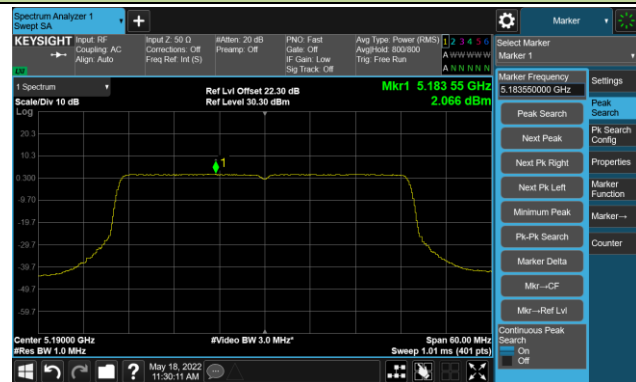 Spectrum Analyzer 1
Swept SA
+
Marker
KEYSIGHT
Input: RF
Coupling: AC
Align: Auto
Input Z: 50 Ω
Corrections: Off
Freq Ref: Int (S)
#Atten: 20 dB
Preamp: Off
PNO: Fast
Gate: Off
IF Gain: Low
Sig Track: Off
Avg Type: Power (RMS)
Avg|Hold: 800/800
Trig: Free Run
1 2 3 4 5 6
A W W W W W
A N N N N N
LXI
Select Marker
Marker 1
1 Spectrum
Scale/Div 10 dB
Log
Ref Lvl Offset 22.30 dB
Ref Level 30.30 dBm
Mkr1 5.183 55 GHz
2.066 dBm
20.3
10.3
0.300
-9.70
-19.7
-29.7
-39.7
-49.7
-59.7
1
Center 5.19000 GHz
#Res BW 1.0 MHz
#Video BW 3.0 MHz*
Span 60.00 MHz
Sweep 1.01 ms (401 pts)
Marker Frequency
5.183550000 GHz
Peak Search
Next Peak
Next Pk Right
Next Pk Left
Minimum Peak
Pk-Pk Search
Marker Delta
Mkr→CF
Mkr→Ref Lvl
Continuous Peak
Search
On
Off
Settings
Peak
Search
Pk Search
Config
Properties
Marker
Function
Marker→
Counter
?
May 18, 2022
11:30:11 AM